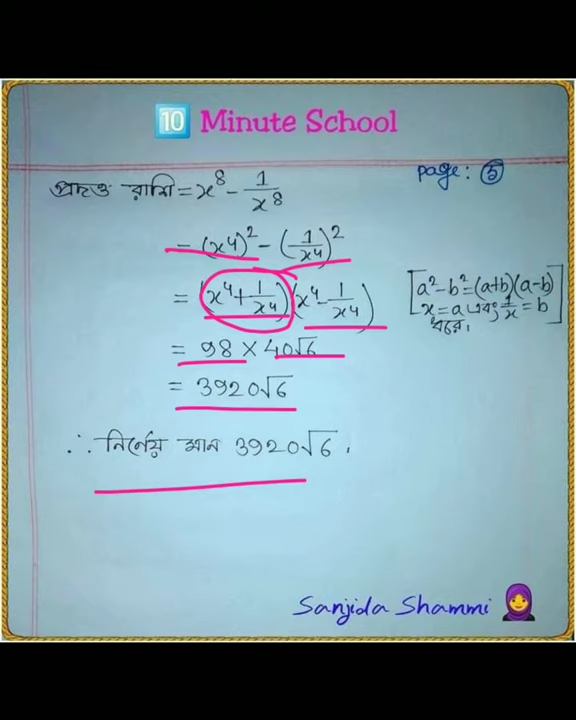 10 Minute School
page: 5
প্রদত্ত রাশি = x⁸ - 1/x⁸
= (x⁴)² - (1/x⁴)²
= (x⁴ + 1/x⁴)(x⁴ - 1/x⁴)
[a² - b² = (a+b)(a-b)
x = a এবং 1/x = b
ধরে।]
= 98 × 40√6
= 3920√6
∴ নির্ণেয় মান 3920√6।
Sanjida Shammi